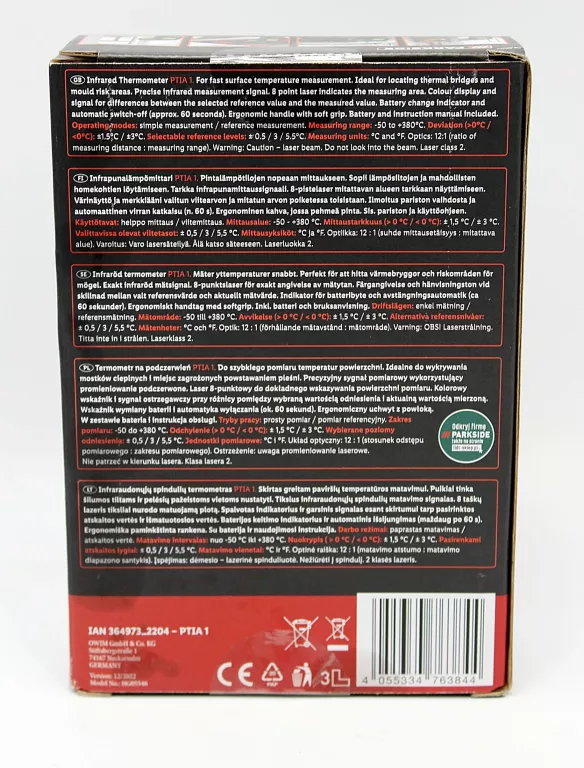 GB Infrared Thermometer PTIA 1. For fast surface temperature measurement. Ideal for locating thermal bridges and
mould risk areas. Precise infrared measurement signal. 8 point laser indicates the measuring area. Colour display and
signal for differences between the selected reference value and the measured value. Battery change indicator and
automatic switch-off (approx. 60 seconds). Ergonomic handle with soft grip. Battery and instruction manual included.
Operating modes: simple measurement / reference measurement. Measuring range: -50 to +380°C. Deviation (>0°C /
<0°C): ±1.5°C / ±3°C. Selectable reference levels: ± 0.5 / 3 / 5.5°C. Measuring units: °C and °F. Optics: 12:1 (ratio of
measuring distance : measuring range). Warning: Caution – laser beam. Do not look into the beam. Laser class 2.
FI Infrapunalämpömittari PTIA 1. Pintalämpötilojen nopeaan mittaukseen. Sopii lämpösiltojen ja mahdollisten
homekohtien löytämiseen. Tarkka infrapunamittaussignaali. 8-pistelaser mitattavan alueen tarkkaan näyttämiseen.
Värinäyttö ja merkkiääni valitun viitearvon ja mitatun arvon poiketessa toisistaan. Ilmoitus pariston vaihdosta ja
automaattinen virran katkaisu (n. 60 s). Ergonominen kahva, jossa pehmeä pinta. Sis. pariston ja käyttöohjeen.
Käyttötavat: helppo mittaus / viitemittaus. Mittausalue: -50 - +380 °C. Mittaustarkkuus (> 0 °C / < 0 °C): ± 1,5 °C / ± 3 °C.
Valittavissa olevat viitetasot: ± 0,5 / 3 / 5,5 °C. Mittausyksiköt: °C ja °F. Optiikka: 12 : 1 (suhde mittausetäisyys : mittattava
alue). Varoitus: Varo lasersäteilyä. Älä katso säteeseen. Laserluokka 2.
SE Infraröd termometer PTIA 1. Mäter yttemperaturer snabbt. Perfekt för att hitta värmebryggor och riskområden för
mögel. Exakt infraröd mätsignal. 8-punktslaser för exakt angivelse av mätytan. Färgangivelse och hänvisningston vid
skillnad mellan valt referensvärde och aktuellt mätvärde. Indikator för batteribyte och avstängningsautomatik (ca
60 sekunder). Ergonomiskt handtag med softgrip. Inkl. batteri och bruksanvisning. Driftslägen: enkel mätning /
referensmätning. Mätområde: -50 till +380 °C. Avvikelse (> 0 °C / < 0 °C): ± 1,5 °C / ± 3 °C. Alternativa referensnivåer:
± 0,5 / 3 / 5,5 °C. Mätenheter: °C och °F. Optik: 12 : 1 (förhållande mätavstånd : mätområde). Varning: OBS! Laserstrålning.
Titta inte in i strålen. Laserklass 2.
PL Termometr na podczerwień PTIA 1. Do szybkiego pomiaru temperatur powierzchni. Idealne do wykrywania
mostków cieplnych i miejsc zagrożonych powstawaniem pleśni. Precyzyjny sygnał pomiarowy wykorzystujący
promieniowanie podczerwone. Laser 8-punktowy do dokładnego wskazywania powierzchni pomiarowej. Kolorowy
wskaźnik i sygnał ostrzegawczy przy różnicy pomiędzy wybraną wartością odniesienia i aktualną wartością mierzoną.
Wskaźnik wymiany baterii i automatyka wyłączania (ok. 60 sekund). Ergonomiczny uchwyt z powłoką.
W zestawie bateria i instrukcja obsługi. Tryby pracy: prosty pomiar / pomiar referencyjny. Zakres
pomiaru: -50 do +380 °C. Odchylenie (> 0 °C / < 0 °C): ± 1,5 °C / ± 3 °C. Wybierane poziomy
odniesienia: ± 0,5 / 3 / 5,5 °C. Jednostki pomiarowe: °C i °F. Układ optyczny: 12 : 1 (stosunek odstępu
pomiarowego : zakresu pomiarowego). Ostrzeżenie: uwaga promieniowanie laserowe.
Nie patrzeć w kierunku lasera. Klasa lasera 2.
Odkryj firmę
PARKSIDE
także na stronie
lidl-sklep.pl
LT Infraraudonųjų spindulių termometras PTIA 1. Skirtas greitam paviršių temperatūros matavimui. Puikiai tinka
šilumos tiltams ir pelėsių pažeistoms vietoms nustatyti. Tikslus infraraudonųjų spindulių matavimo signalas. 8 taškų
lazeris tiksliai nurodo matuojamą plotą. Spalvotas indikatorius ir garsinis signalas esant skirtumui tarp pasirinktos
atskaitos vertės ir išmatuotosios vertės. Baterijos keitimo indikatorius ir automatinis išsijungimas (maždaug po 60 s).
Ergonomiška paminkštinta rankena. Su baterija ir naudojimosi instrukcija. Darbo režimai: paprastas matavimas /
atskaitos vertė. Matavimo intervalas: nuo -50 °C iki +380 °C. Nuokrypis ( > 0 °C / < 0 °C): ± 1,5 °C / ± 3 °C. Pasirenkami
atskaitos lygiai: ± 0,5 / 3 / 5,5 °C. Matavimo vienetai: °C ir °F. Optinė raiška: 12 : 1 (matavimo atstumo : matavimo
diapazono santykis). Įspėjimas: dėmesio – lazerinė spinduliuotė. Nežiūrėti į spindulį. 2 klasės lazeris.
IAN 364973_2204 – PTIA 1
OWIM GmbH & Co. KG
Stiftsbergstraße 1
74167 Neckarsulm
GERMANY
Version: 12/2022
Model No.: HG09546
CE
20
PAP
3L
4 055334 763844